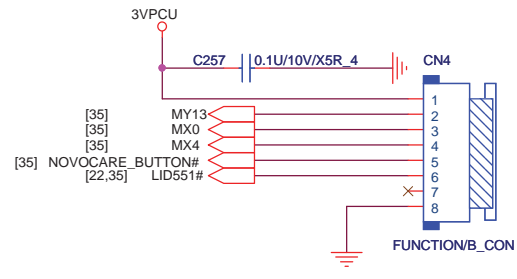 3VPCU
C257 0.1U/10V/X5R_4 CN4
1
[35] MY13 2
[35] MX0 3
[35] MX4 4
[35] NOVOCARE_BUTTON# 5
[22,35] LID551# 6
7
8
FUNCTION/B_CON